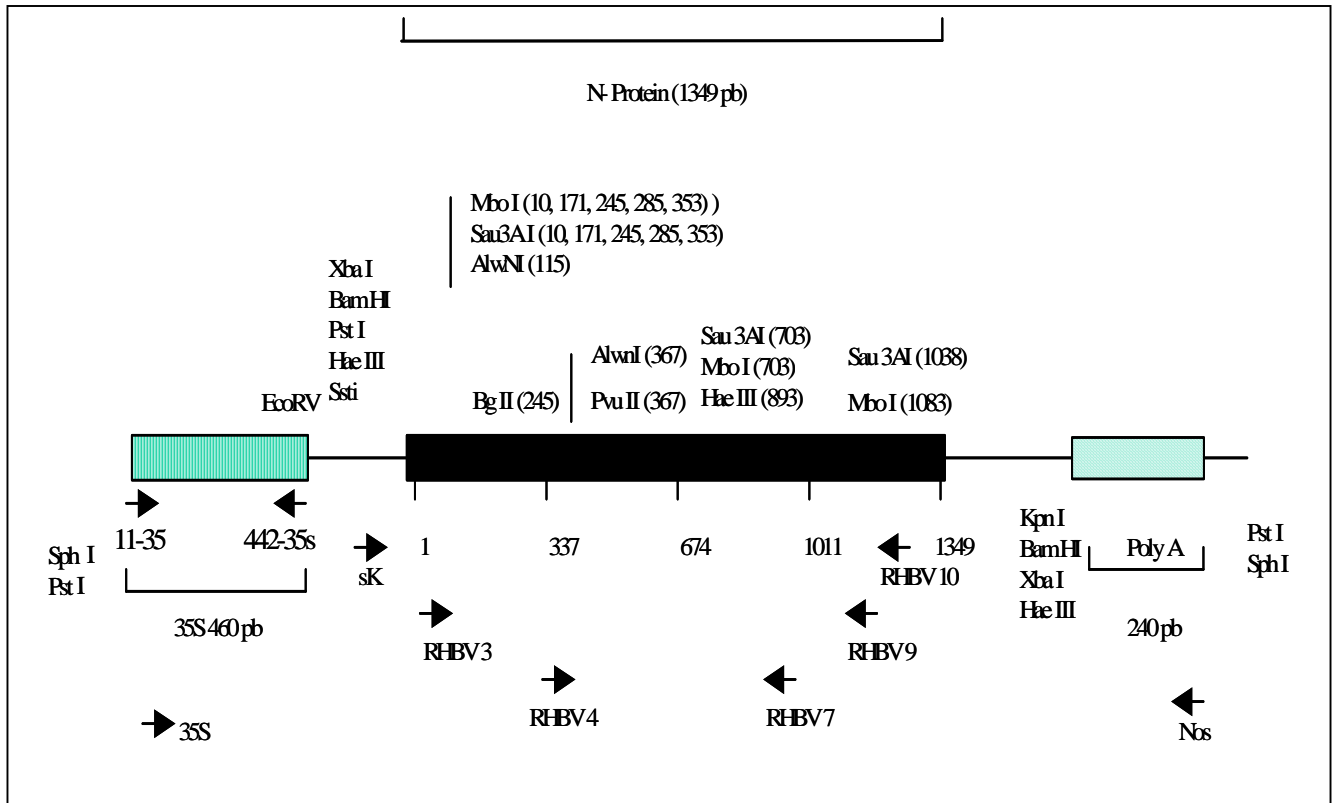 N- Protein (1349 pb)
Mbo I (10, 171, 245, 285, 353) )
Sau3A I (10, 171, 245, 285, 353)
AlwNI (115)
Xba I
Bam HI
Pst I
Hae III
Ssti
EcoRV
Bg II (245)
AlwnI (367)
Pvu II (367)
Sau 3AI (703)
Mbo I (703)
Hae III (893)
Sau 3AI (1038)
Mbo I (1083)
11-35
442-35s
Sph I
Pst I
35S 460 pb
35S
sK
1
337
674
1011
1349
RHBV 10
RHBV 3
RHBV 9
RHBV 4
RHBV 7
Kpn I
Bam HI
Xba I
Hae III
Poly A
240 pb
Pst I
Sph I
Nos